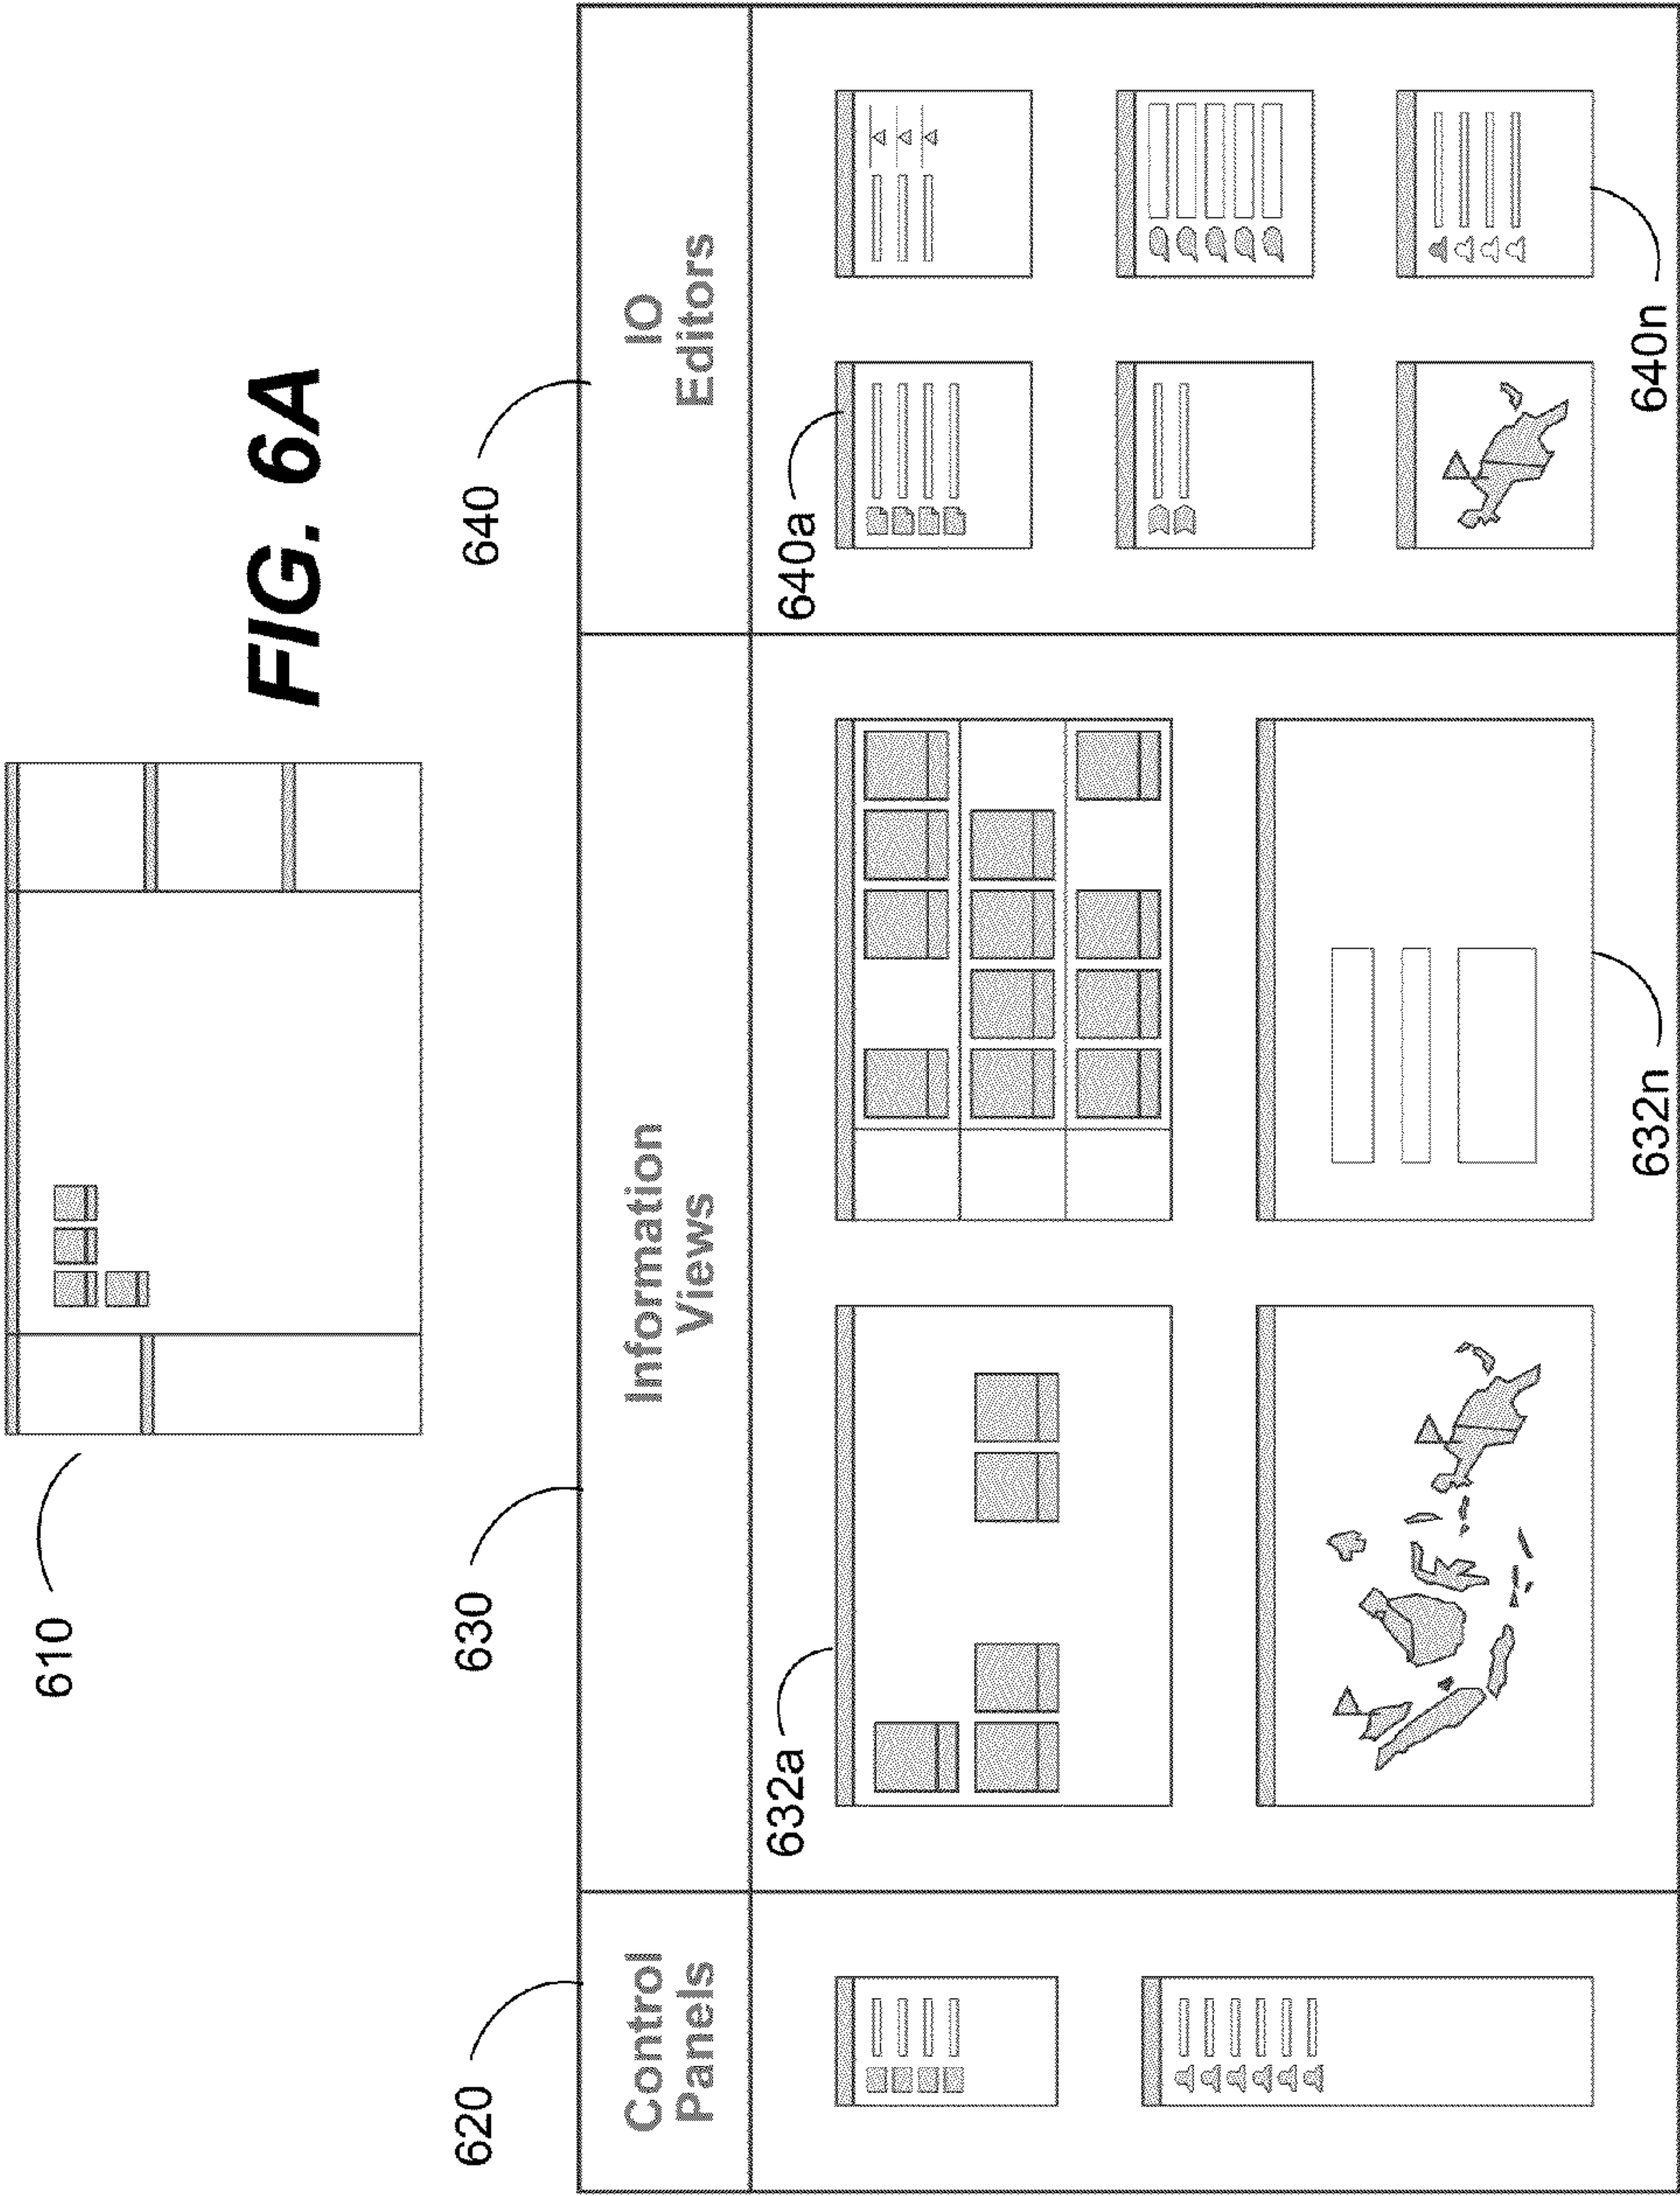 610
FIG. 6A
620
630
640
Control
Panels
Information
Views
IO
Editors
632a
640a
632n
640n